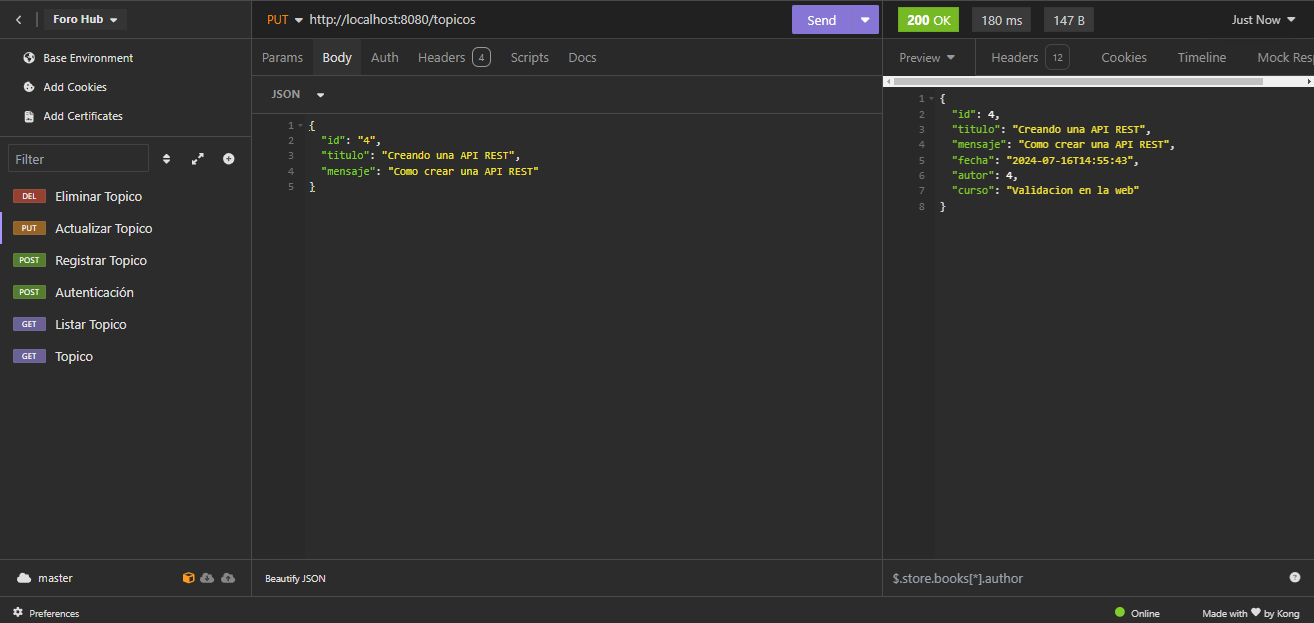 Foro Hub
Base Environment
Add Cookies
Add Certificates
Filter
DEL Eliminar Topico
PUT Actualizar Topico
POST Registrar Topico
POST Autenticación
GET Listar Topico
GET Topico
master
Preferences
PUT http://localhost:8080/topicos
Send
Params Body Auth Headers 4 Scripts Docs
JSON
1 {
2 "id": "4",
3 "titulo": "Creando una API REST",
4 "mensaje": "Como crear una API REST"
5 }
Beautify JSON
200 OK 180 ms 147 B Just Now
Preview Headers 12 Cookies Timeline Mock Res
1 {
2 "id": 4,
3 "titulo": "Creando una API REST",
4 "mensaje": "Como crear una API REST",
5 "fecha": "2024-07-16T14:55:43",
6 "autor": 4,
7 "curso": "Validacion en la web"
8 }
$.store.books[*].author
?
Online
Made with ♥ by Kong